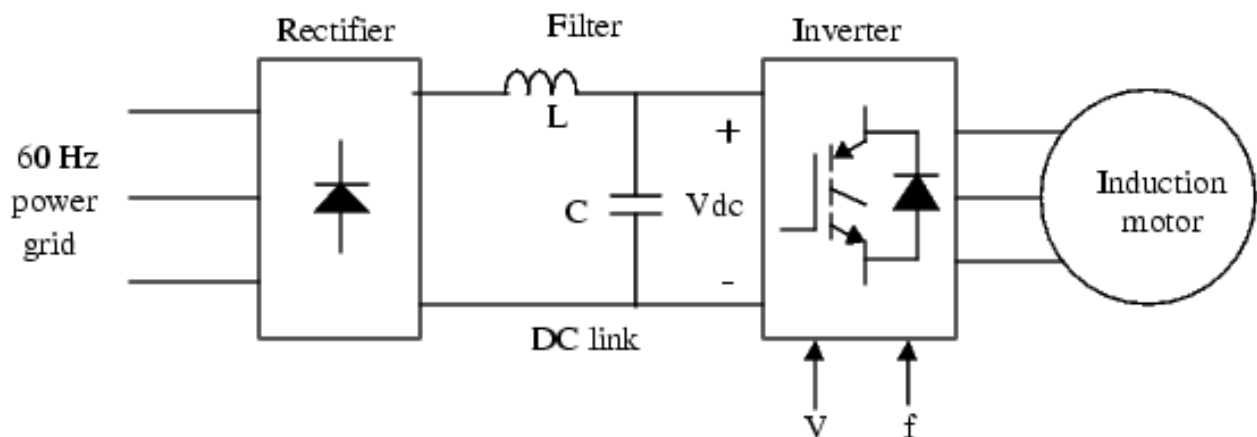 Rectifier
Filter
Inverter
L
+
60 Hz
power
grid
C
Vdc
Induction
motor
-
DC link
V
f